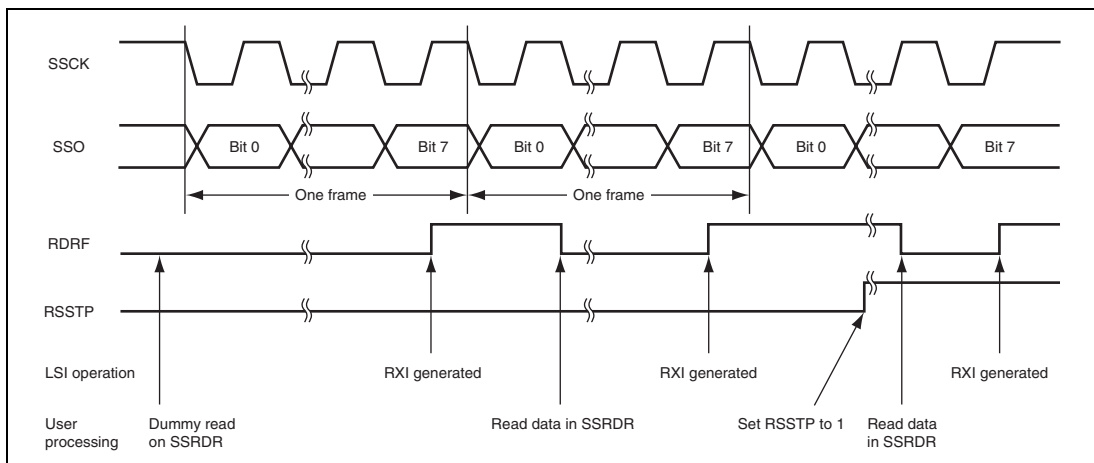 SSCK
SSO
Bit 0
Bit 7
Bit 0
Bit 7
Bit 0
Bit 7
One frame
One frame
RDRF
RSSTP
LSI operation
RXI generated
RXI generated
RXI generated
User
processing
Dummy read
on SSRDR
Read data in SSRDR
Set RSSTP to 1
Read data
in SSRDR